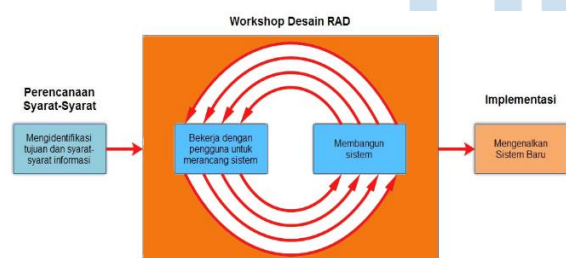 Workshop Desain RAD
Perencanaan
Syarat-Syarat
Mengidentifikasi
tujuan dan syarat-
syarat informasi
Bekerja dengan
pengguna untuk
merancang sistem
Membangun
sistem
Implementasi
Mengenalkan
Sistem Baru